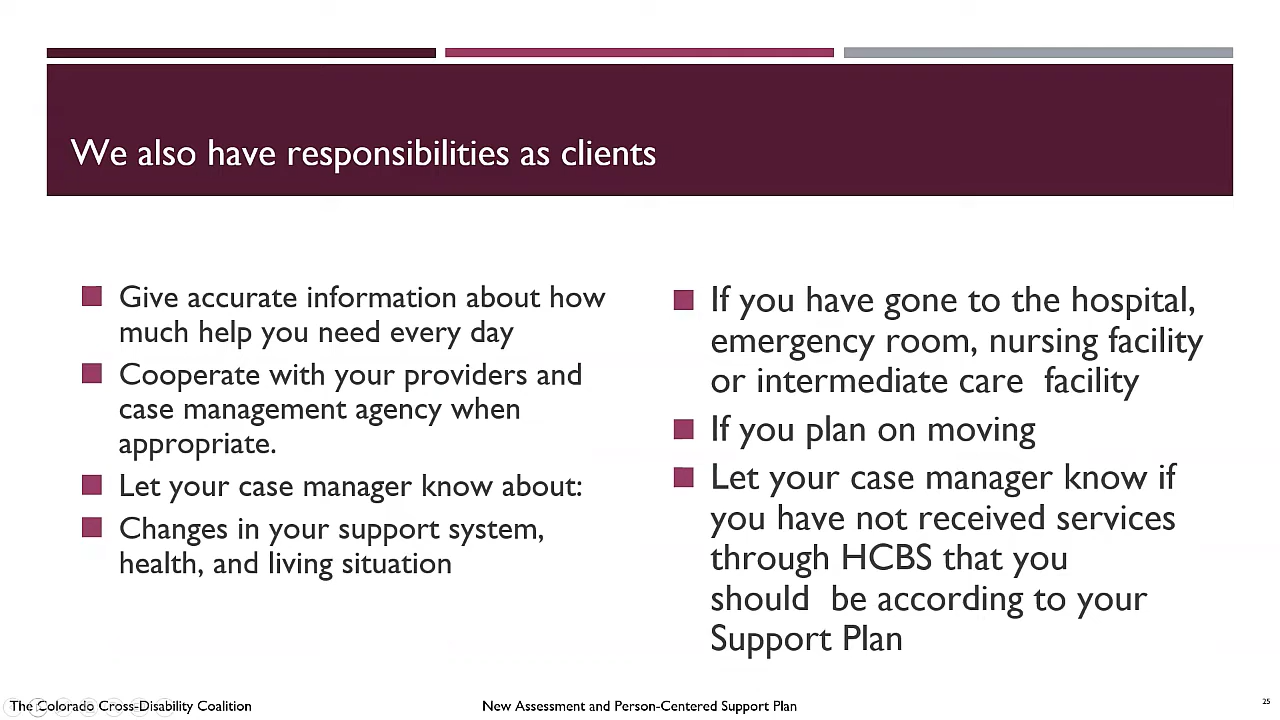 We also have responsibilities as clients
Give accurate information about how
much help you need every day
Cooperate with your providers and
case management agency when
appropriate.
Let your case manager know about:
Changes in your support system,
health, and living situation
If you have gone to the hospital,
emergency room, nursing facility
or intermediate care  facility
If you plan on moving
Let your case manager know if
you have not received services
through HCBS that you
should  be according to your
Support Plan
The Colorado Cross-Disability Coalition
New Assessment and Person-Centered Support Plan
25